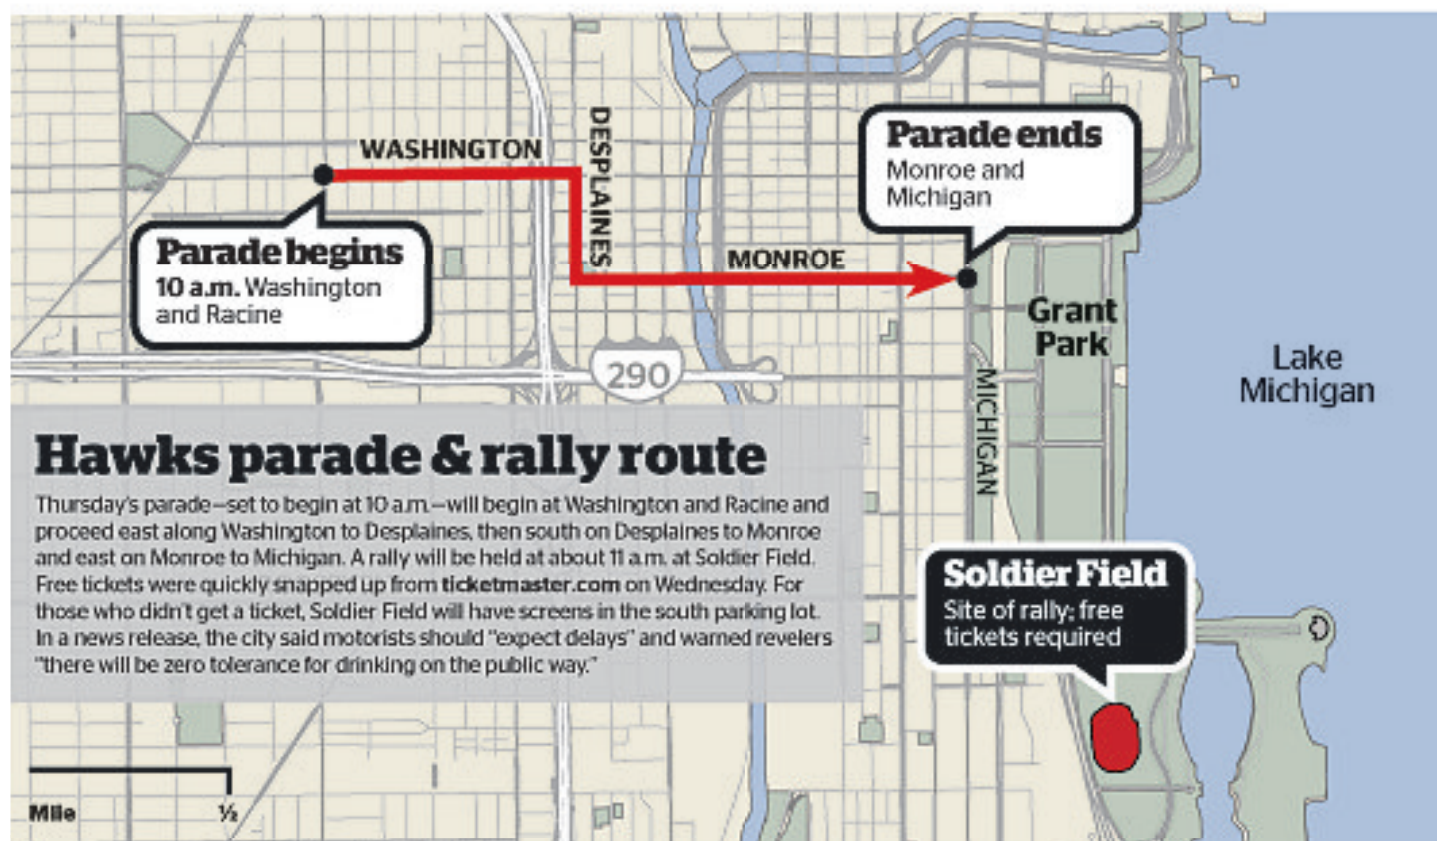 WASHINGTON
DESPLAINES
Parade ends
Monroe and
Michigan
Parade begins
10 a.m. Washington
and Racine
MONROE
Grant
Park
Lake
Michigan
290
MICHIGAN
Hawks parade & rally route
Thursday's parade—set to begin at 10 a.m.—will begin at Washington and Racine and
proceed east along Washington to Desplaines, then south on Desplaines to Monroe
and east on Monroe to Michigan. A rally will be held at about 11 a.m. at Soldier Field.
Free tickets were quickly snapped up from ticketmaster.com on Wednesday. For
those who didn't get a ticket, Soldier Field will have screens in the south parking lot.
In a news release, the city said motorists should "expect delays" and warned revelers
"there will be zero tolerance for drinking on the public way."
Soldier Field
Site of rally; free
tickets required
Mile ½